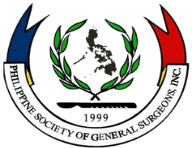 1999
PHILIPPINE SOCIETY OF GENERAL SURGEONS, INC.